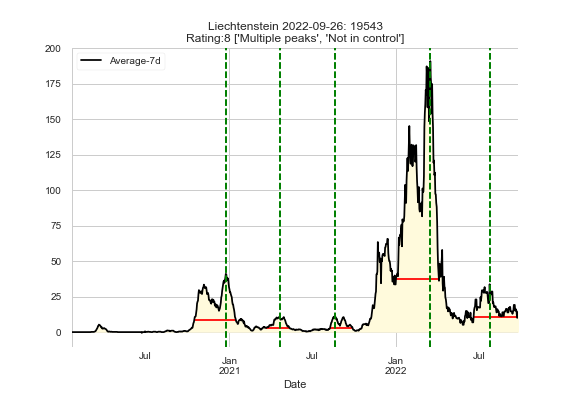 Liechtenstein 2022-09-26: 19543
Rating:8 ['Multiple peaks', 'Not in control']
200
Average-7d
175
150
125
100
75
50
25
0
Jul
Jan
2021
Jul
Jan
2022
Jul
Date